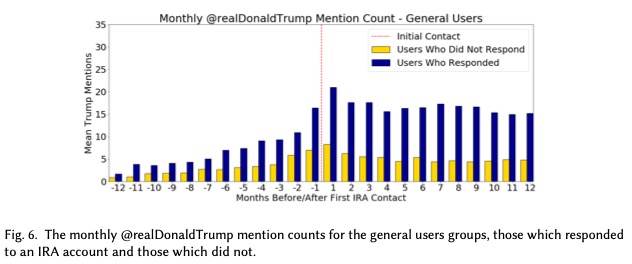 Monthly @realDonaldTrump Mention Count - General Users
35
30
25
20
15
10
5
0
Mean Trump Mentions
Initial Contact
Users Who Did Not Respond
Users Who Responded
-12 -11 -10 -9 -8 -7 -6 -5 -4 -3 -2 -1 1 2 3 4 5 6 7 8 9 10 11 12
Months Before/After First IRA Contact
Fig. 6. The monthly @realDonaldTrump mention counts for the general users groups, those which responded
to an IRA account and those which did not.